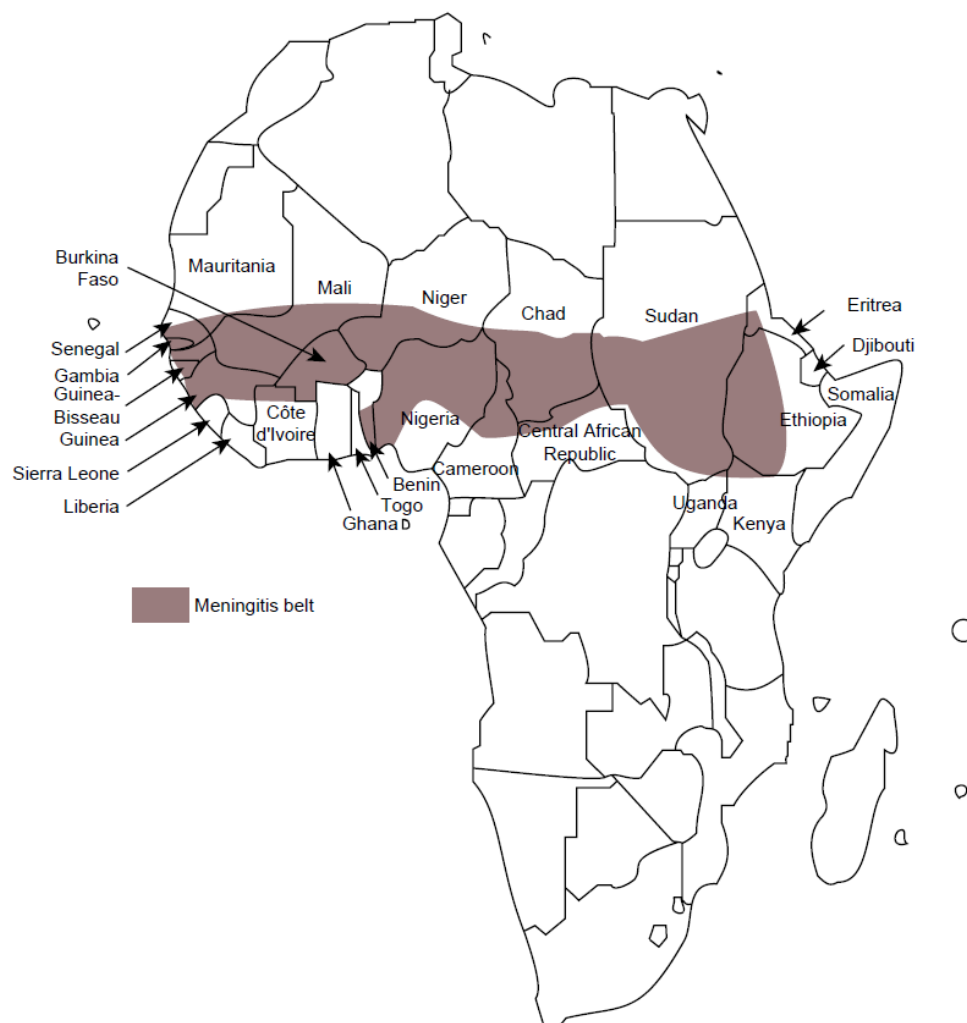 Burkina
Faso
Mauritania
Mali
Niger
Chad
Sudan
Eritrea
Djibouti
Somalia
Ethiopia
Senegal
Gambia
Guinea-
Bisseau
Guinea
Sierra Leone
Liberia
Côte
d'Ivoire
Nigeria
Central African
Republic
Cameroon
Benin
Togo
Ghana
Uganda
Kenya
Meningitis belt